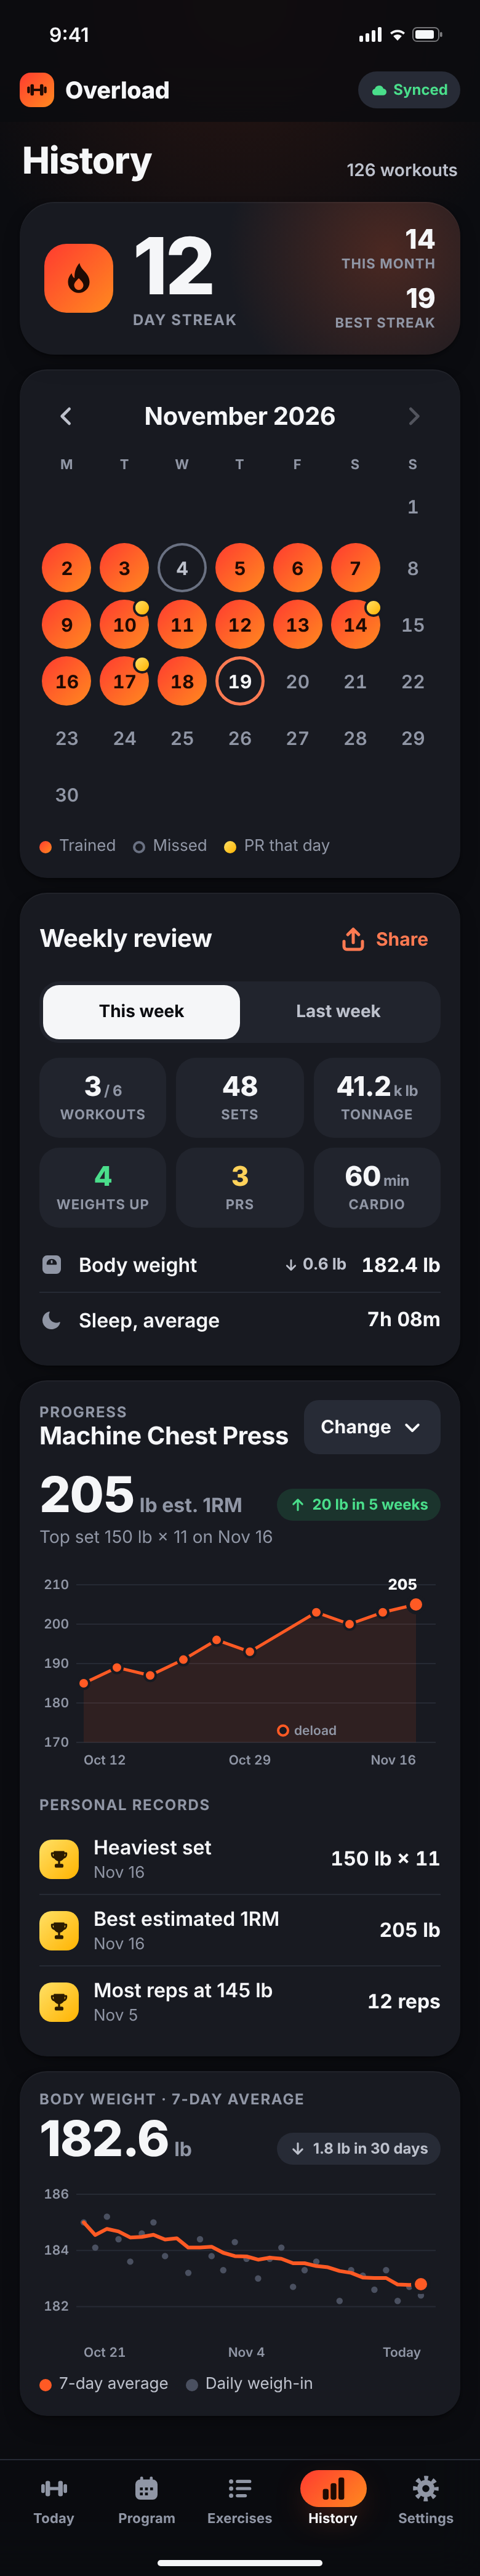 9:41
Overload
Synced
History
126 workouts
12
DAY STREAK
14
THIS MONTH
19
BEST STREAK
November 2026
M T W T F S S
1
2 3 4 5 6 7 8
9 10 11 12 13 14 15
16 17 18 19 20 21 22
23 24 25 26 27 28 29
30
Trained Missed PR that day
Weekly review
Share
This week Last week
3 / 6
WORKOUTS
48
SETS
41.2 k lb
TONNAGE
4
WEIGHTS UP
3
PRS
60 min
CARDIO
Body weight ↓ 0.6 lb 182.4 lb
Sleep, average 7h 08m
PROGRESS
Machine Chest Press
Change
205 lb est. 1RM
↑ 20 lb in 5 weeks
Top set 150 lb × 11 on Nov 16
205
210
200
190
180
170
deload
Oct 12 Oct 29 Nov 16
PERSONAL RECORDS
Heaviest set
Nov 16
150 lb × 11
Best estimated 1RM
Nov 16
205 lb
Most reps at 145 lb
Nov 5
12 reps
BODY WEIGHT · 7-DAY AVERAGE
182.6 lb
↓ 1.8 lb in 30 days
186
184
182
Oct 21 Nov 4 Today
7-day average Daily weigh-in
Today Program Exercises History Settings